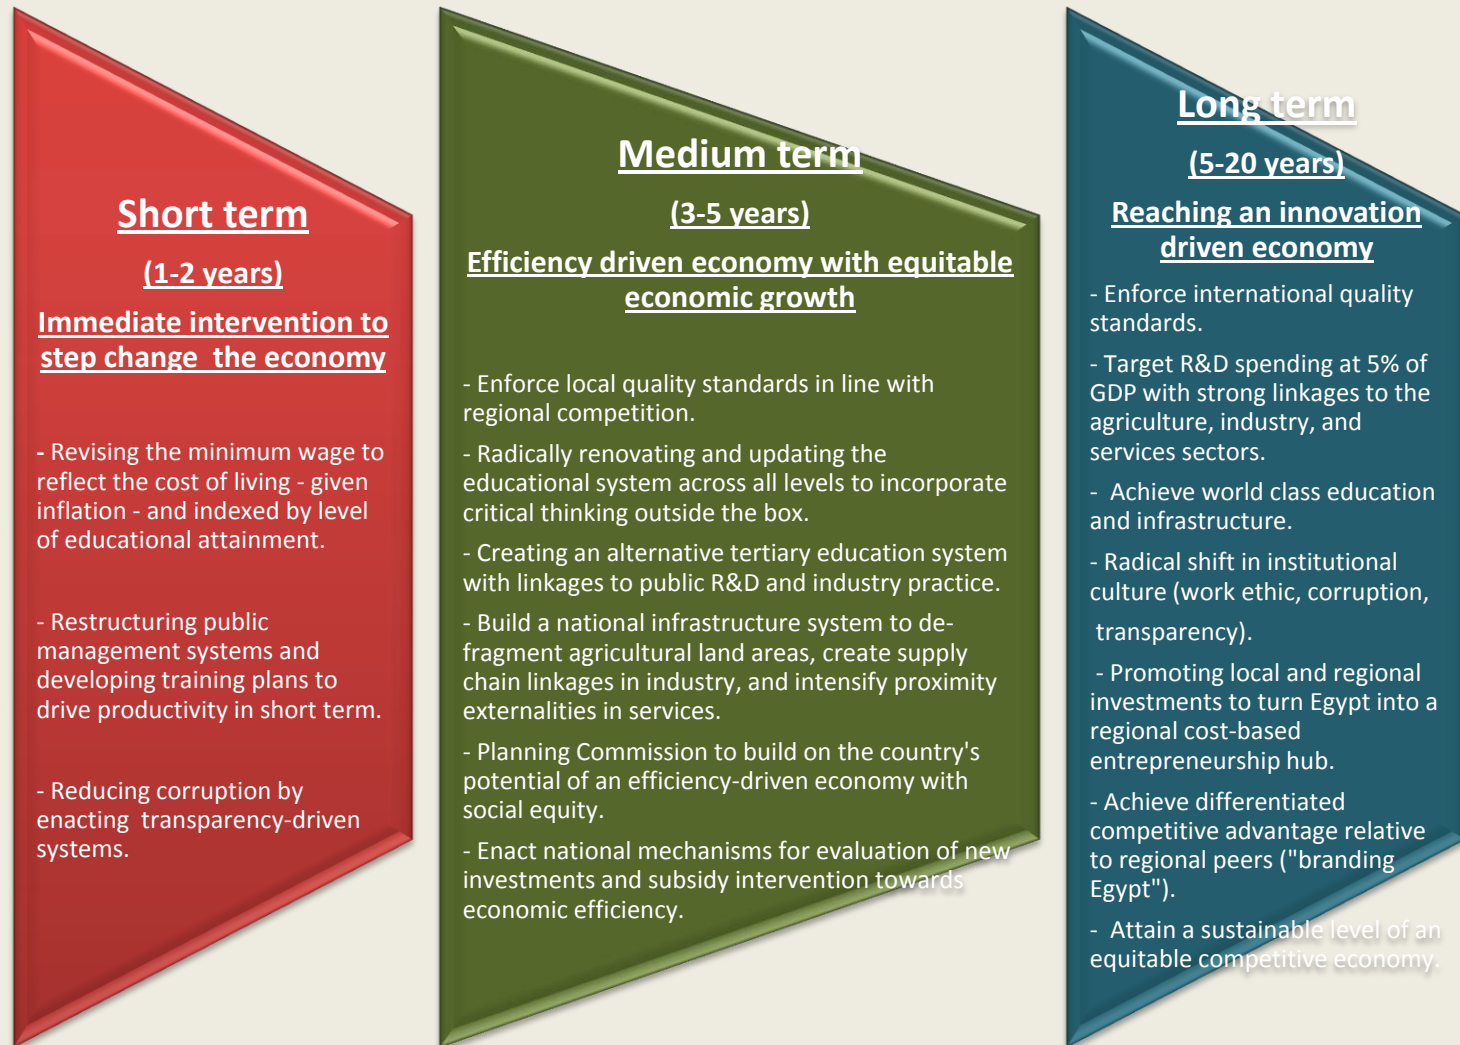 Short term
(1-2 years)
Immediate intervention to
step change  the economy
- Revising the minimum wage to
reflect the cost of living - given
inflation - and indexed by level
of educational attainment.
- Restructuring public
management systems and
developing training plans to
drive productivity in short term.
- Reducing corruption by
enacting  transparency-driven
systems.
Medium term
(3-5 years)
Efficiency driven economy with equitable
economic growth
- Enforce local quality standards in line with
regional competition.
- Radically renovating and updating the
educational system across all levels to incorporate
critical thinking outside the box.
- Creating an alternative tertiary education system
with linkages to public R&D and industry practice.
- Build a national infrastructure system to de-
fragment agricultural land areas, create supply
chain linkages in industry, and intensify proximity
externalities in services.
- Planning Commission to build on the country's
potential of an efficiency-driven economy with
social equity.
- Enact national mechanisms for evaluation of new
investments and subsidy intervention towards
economic efficiency.
Long term
(5-20 years)
Reaching an innovation
driven economy
- Enforce international quality
standards.
- Target R&D spending at 5% of
GDP with strong linkages to the
agriculture, industry, and
services sectors.
-  Achieve world class education
and infrastructure.
- Radical shift in institutional
culture (work ethic, corruption,
transparency).
- Promoting local and regional
investments to turn Egypt into a
regional cost-based
entrepreneurship hub.
- Achieve differentiated
competitive advantage relative
to regional peers ("branding
Egypt").
-  Attain a sustainable level of an
equitable competitive economy.